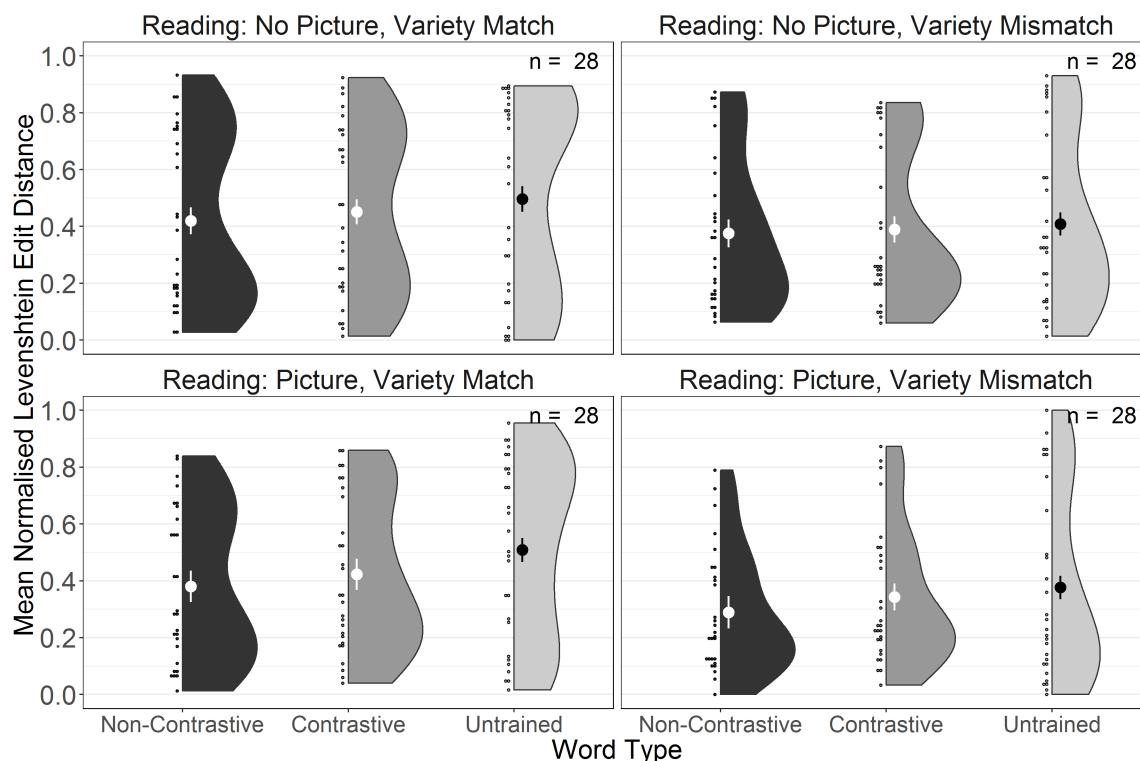 Reading: No Picture, Variety Match
Reading: No Picture, Variety Mismatch
n = 28
n = 28
1.0
0.8
0.6
0.4
0.2
0.0
Reading: Picture, Variety Match
Reading: Picture, Variety Mismatch
n = 28
n = 28
1.0
0.8
0.6
0.4
0.2
0.0
Mean Normalised Levenshtein Edit Distance
Non-Contrastive
Contrastive
Untrained
Non-Contrastive
Contrastive
Untrained
Word Type